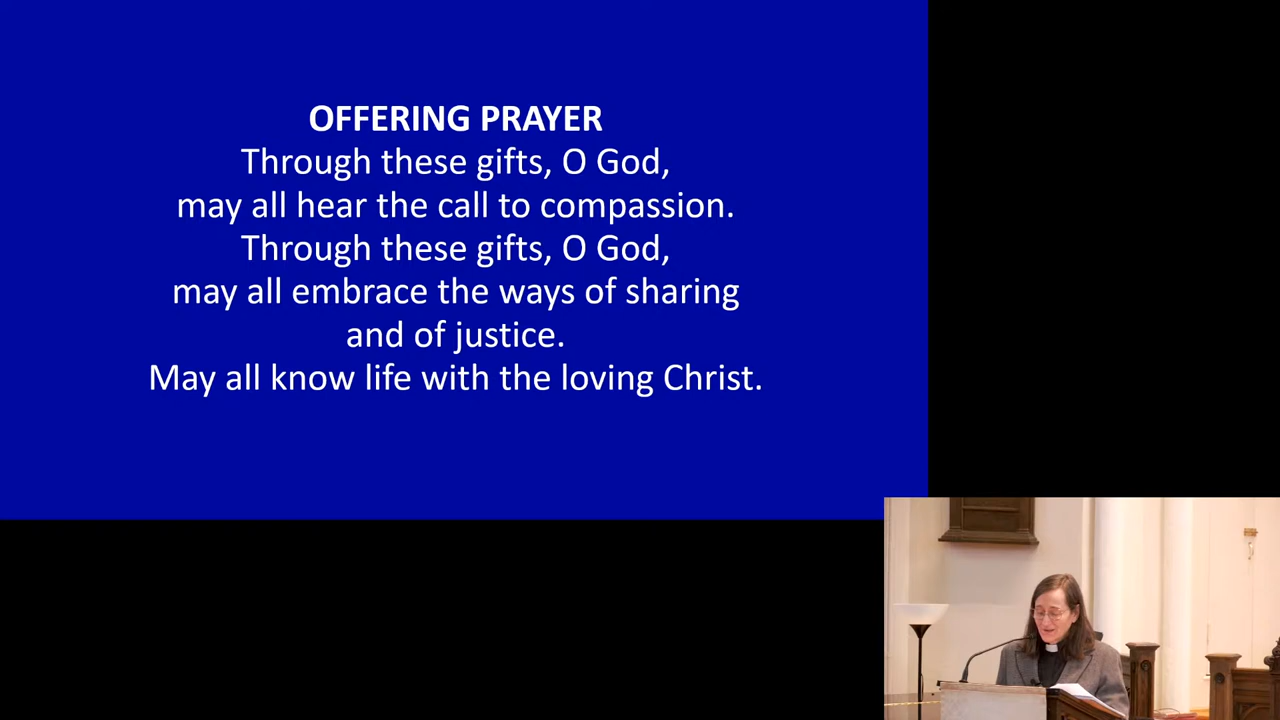 OFFERING PRAYER
Through these gifts, O God,
may all hear the call to compassion.
Through these gifts, O God,
may all embrace the ways of sharing
and of justice.
May all know life with the loving Christ.